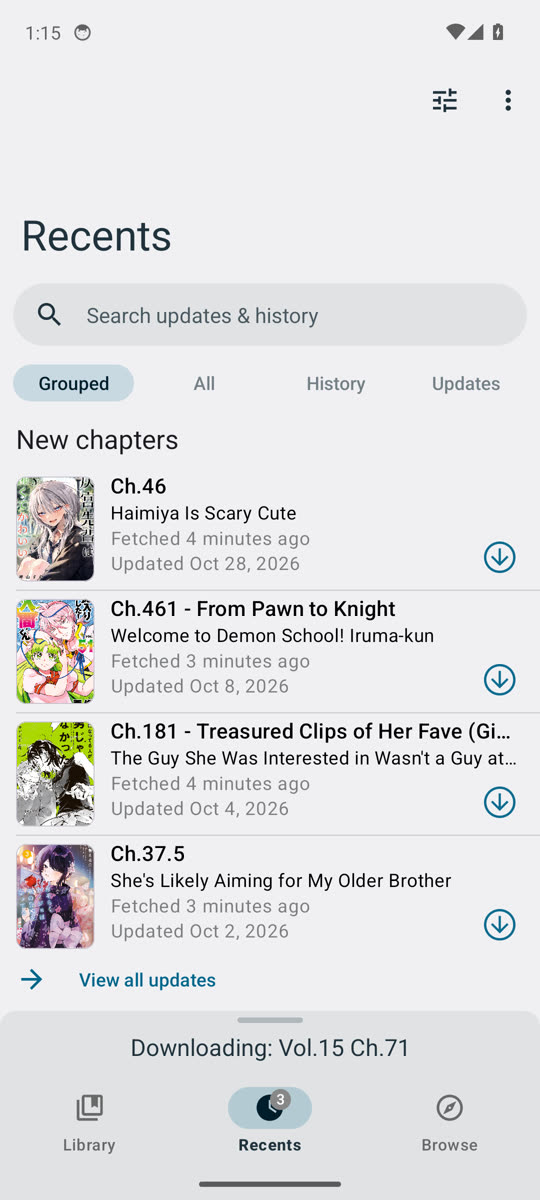 1:15
Recents
Search updates & history
Grouped
All
History
Updates
New chapters
Ch.46
Haimiya Is Scary Cute
Fetched 4 minutes ago
Updated Oct 28, 2026
Ch.461 - From Pawn to Knight
Welcome to Demon School! Iruma-kun
Fetched 3 minutes ago
Updated Oct 8, 2026
Ch.181 - Treasured Clips of Her Fave (Gi…
The Guy She Was Interested in Wasn't a Guy at…
Fetched 4 minutes ago
Updated Oct 4, 2026
Ch.37.5
She's Likely Aiming for My Older Brother
Fetched 3 minutes ago
Updated Oct 2, 2026
View all updates
Downloading: Vol.15 Ch.71
3
Library
Recents
Browse